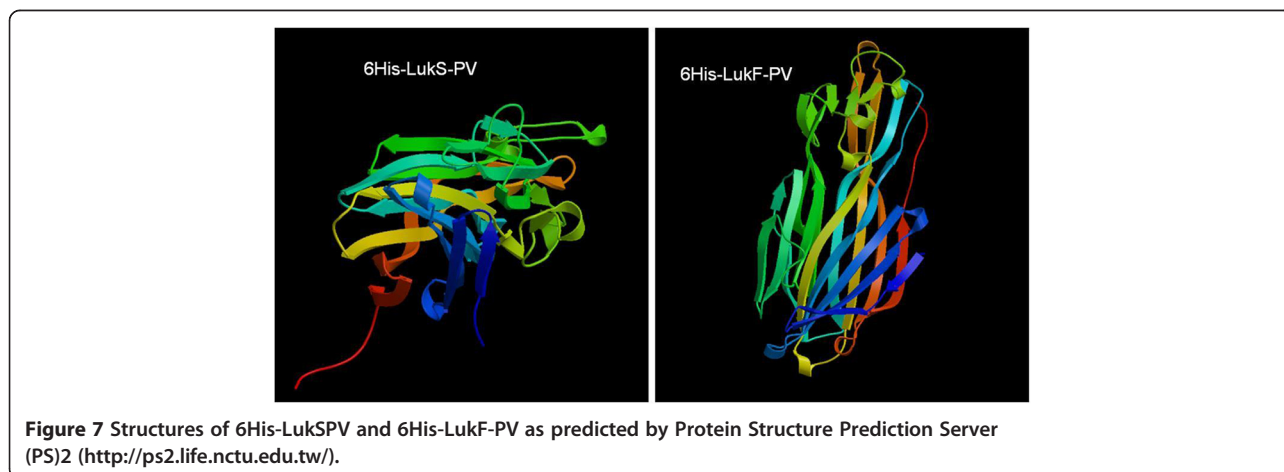 6His-LukS-PV
6His-LukF-PV
Figure 7 Structures of 6His-LukSPV and 6His-LukF-PV as predicted by Protein Structure Prediction Server
(PS)2 (http://ps2.life.nctu.edu.tw/).